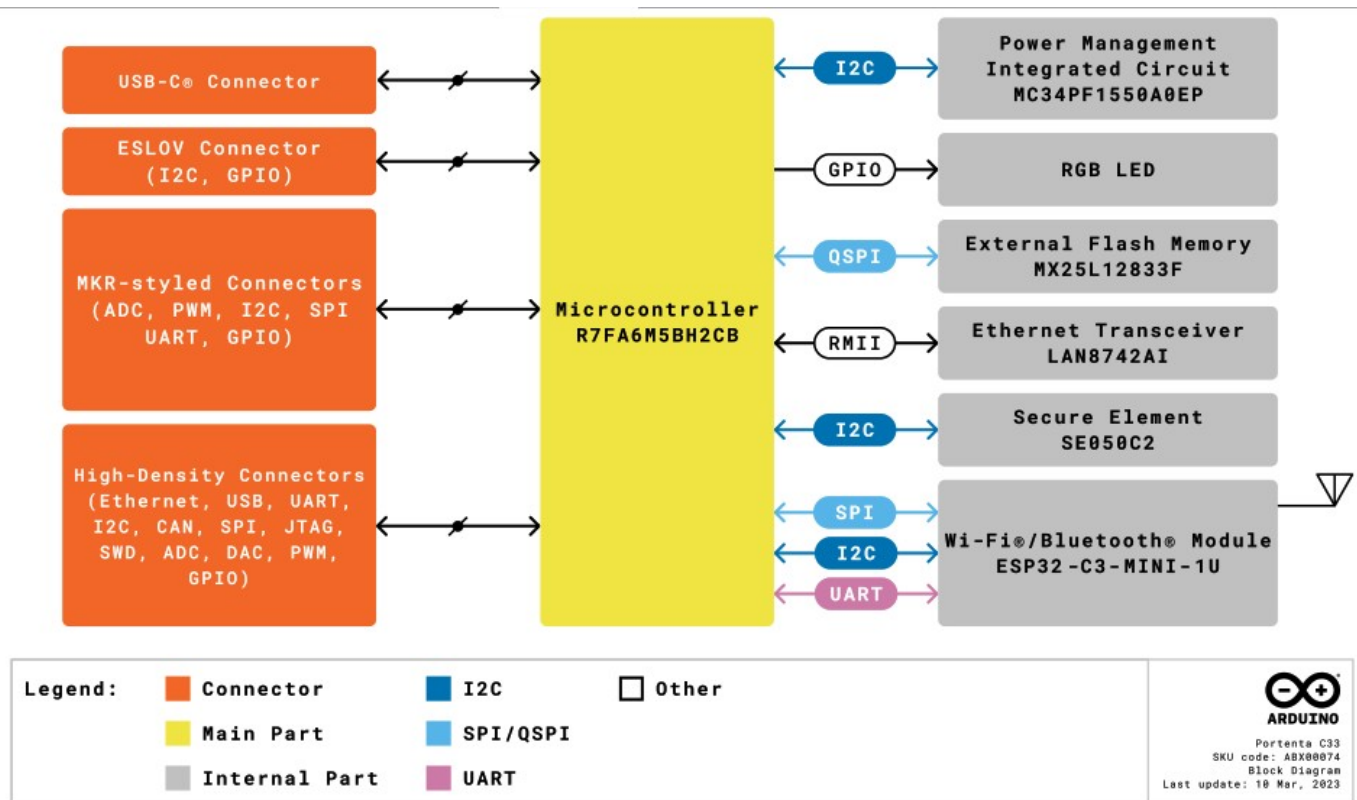 USB-C® Connector
ESLOV Connector
(I2C, GPIO)
MKR-styled Connectors
(ADC, PWM, I2C, SPI
UART, GPIO)
High-Density Connectors
(Ethernet, USB, UART,
I2C, CAN, SPI, JTAG,
SWD, ADC, DAC, PWM,
GPIO)
Microcontroller
R7FA6M5BH2CB
I2C
GPIO
QSPI
RMII
I2C
SPI
I2C
UART
Power Management
Integrated Circuit
MC34PF1550A0EP
RGB LED
External Flash Memory
MX25L12833F
Ethernet Transceiver
LAN8742AI
Secure Element
SE050C2
Wi-Fi®/Bluetooth® Module
ESP32-C3-MINI-1U
Legend:
Connector
Main Part
Internal Part
I2C
SPI/QSPI
UART
Other
ARDUINO
Portenta C33
SKU code: ABX00074
Block Diagram
Last update: 10 Mar, 2023